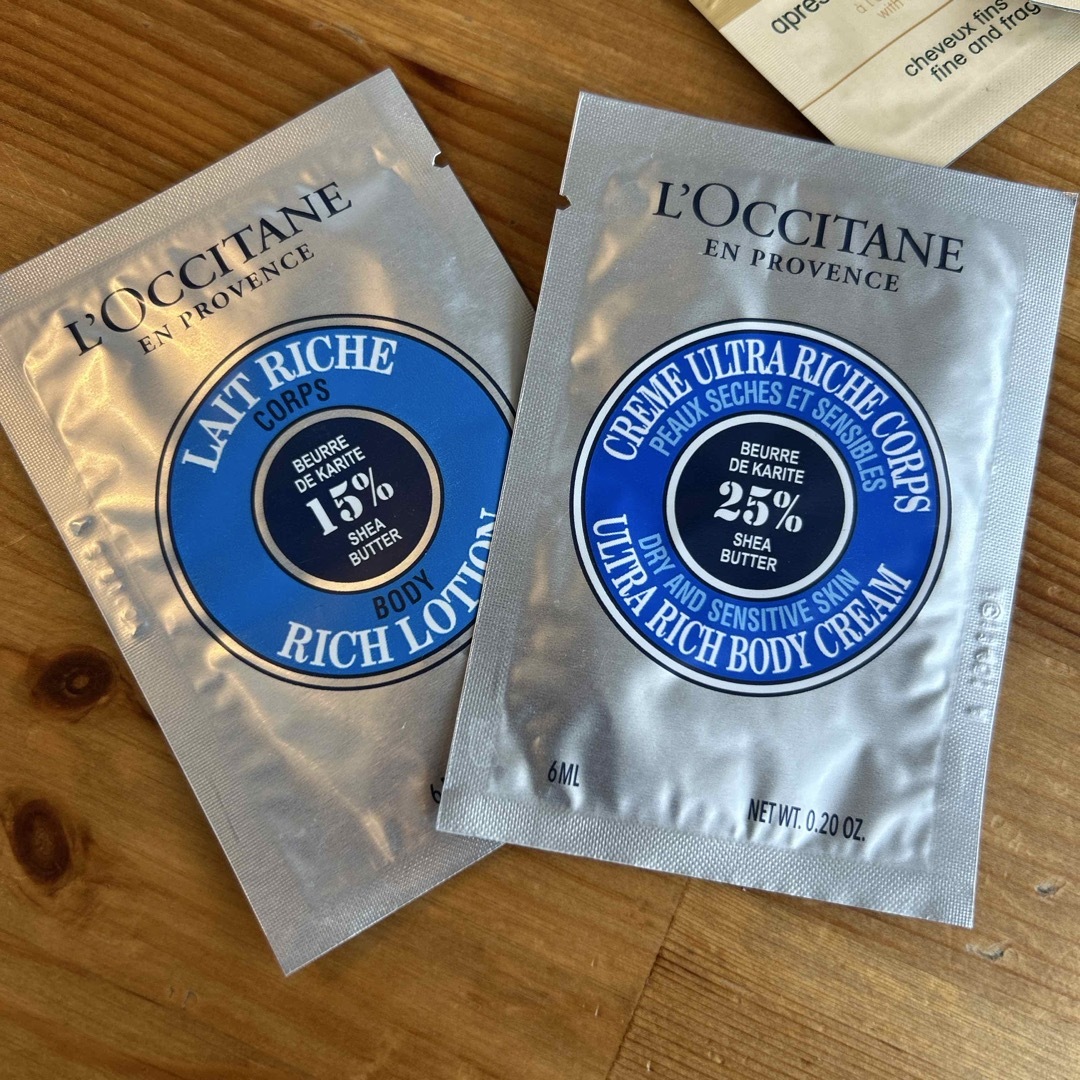 L'OCCITANE
EN PROVENCE
LAIT RICHE
CORPS
BEURRE
DE KARITE
15%
SHEA
BUTTER
BODY
RICH LOTION
L'OCCITANE
EN PROVENCE
CREME ULTRA RICHE CORPS
PEAUX SECHES ET SENSIBLES
BEURRE
DE KARITE
25%
SHEA
BUTTER
DRY AND SENSITIVE SKIN
ULTRA RICH BODY CREAM
6ML
NET WT. 0.20 OZ.
with
cheveux fins
fine and